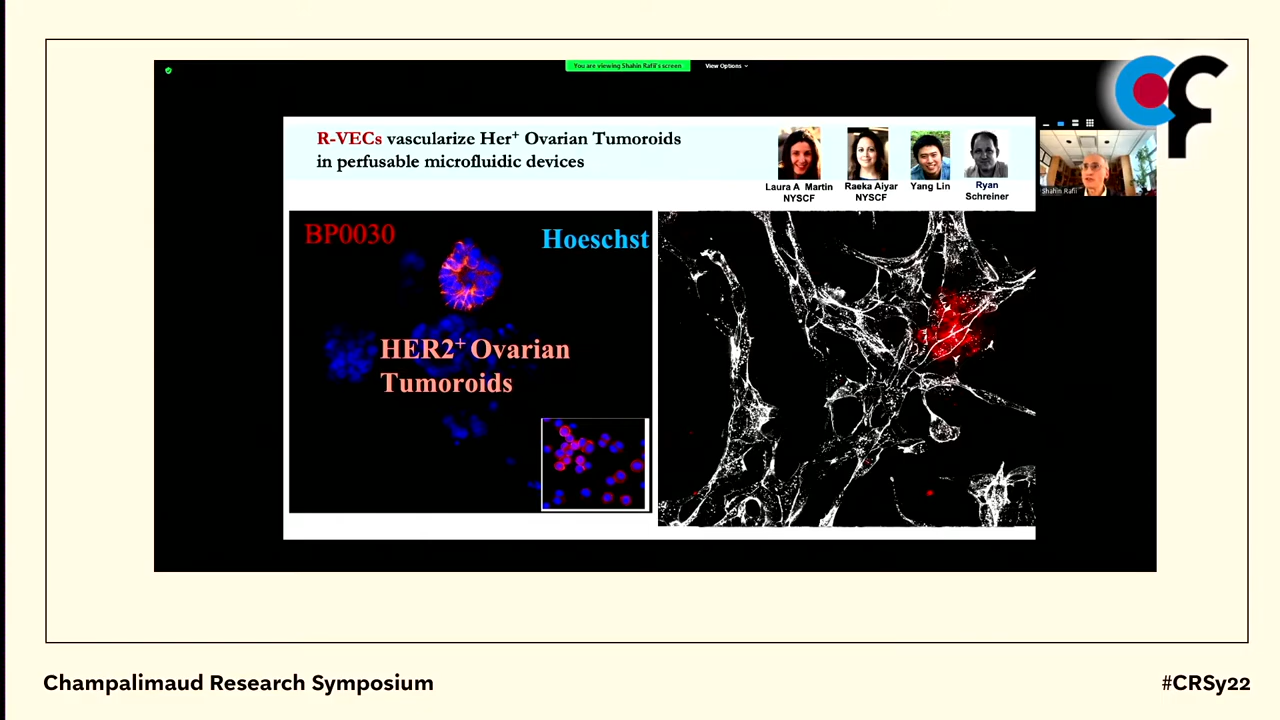 You are viewing Shahin Rafii's screen
View Options
R-VECs vascularize Her+ Ovarian Tumoroids
in perfusable microfluidic devices
Laura A Martin
NYSCF
Raeka Aiyar
NYSCF
Yang Lin
Ryan
Schreiner
Shahin Rafii
CF
BP0030
Hoeschst
HER2+ Ovarian
Tumoroids
Champalimaud Research Symposium
#CRSy22